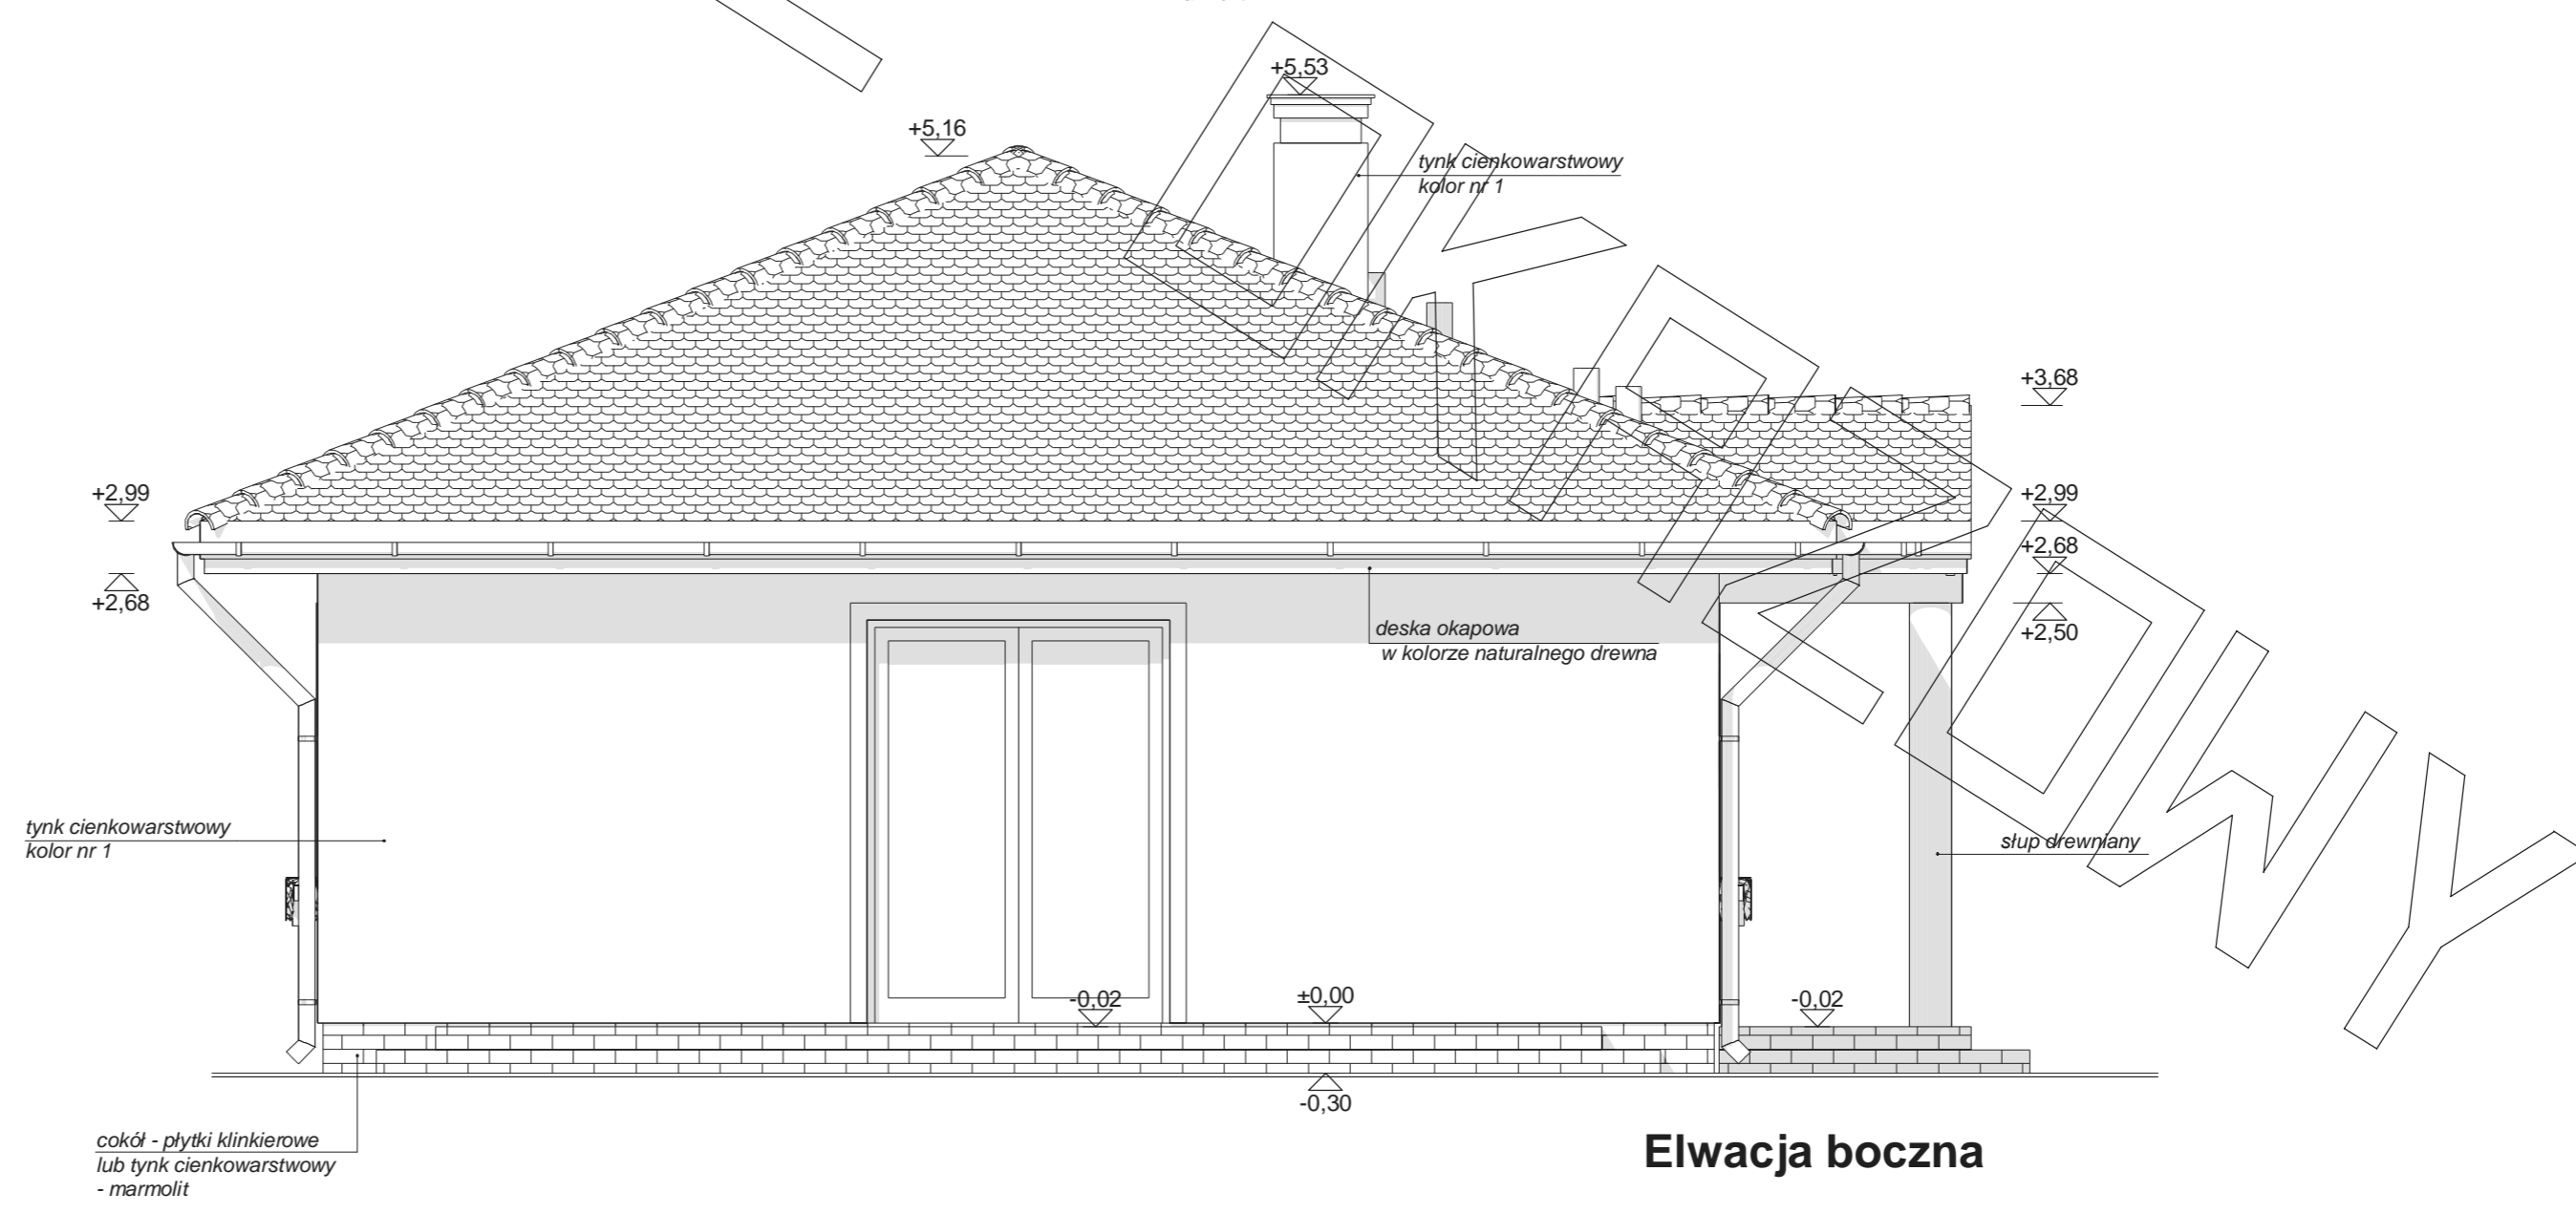 +5,53
+5,16
tynk cienkowarstwowy
kolor nr 1
+3,68
+2,99
+2,99
+2,68
+2,68
+2,50
deska okapowa
w kolorze naturalnego drewna
tynk cienkowarstwowy
kolor nr 1
słup drewniany
-0,02
±0,00
-0,02
-0,30
cokół - płytki klinkierowe
lub tynk cienkowarstwowy
- marmolit
Elwacja boczna